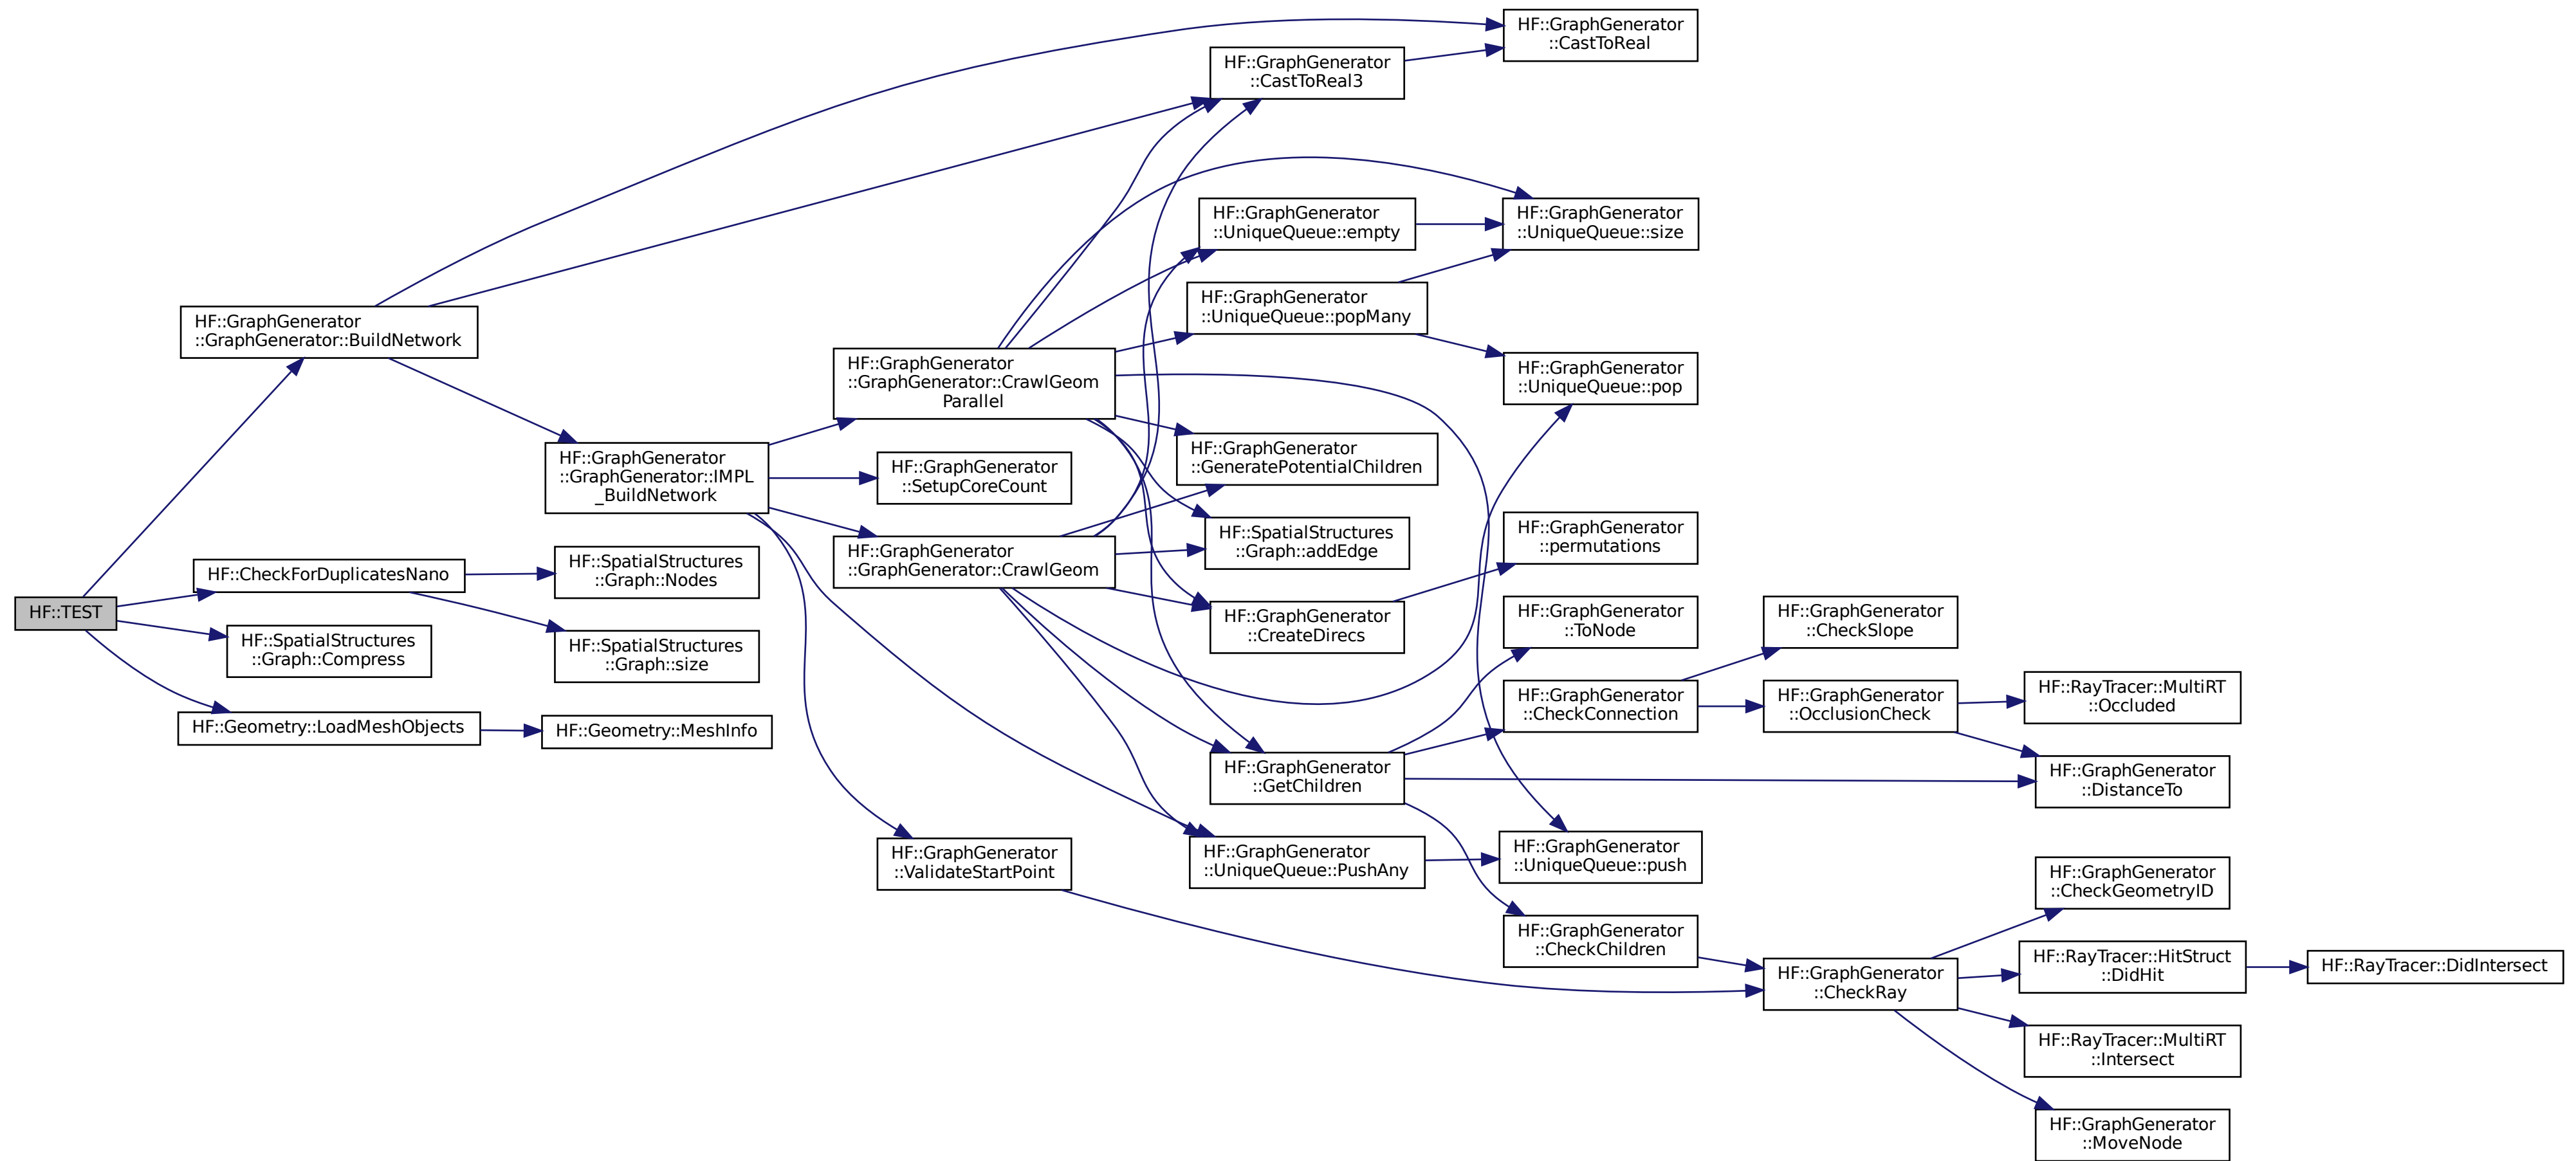 HF::GraphGenerator
::CastToReal
HF::GraphGenerator
::CastToReal3
HF::GraphGenerator
::UniqueQueue::empty
HF::GraphGenerator
::UniqueQueue::size
HF::GraphGenerator
::UniqueQueue::popMany
HF::GraphGenerator
::GraphGenerator::BuildNetwork
HF::GraphGenerator
::GraphGenerator::CrawlGeom
Parallel
HF::GraphGenerator
::UniqueQueue::pop
HF::GraphGenerator
::GeneratePotentialChildren
HF::GraphGenerator
::GraphGenerator::IMPL
_BuildNetwork
HF::GraphGenerator
::SetupCoreCount
HF::SpatialStructures
::Graph::addEdge
HF::GraphGenerator
::permutations
HF::GraphGenerator
::GraphGenerator::CrawlGeom
HF::CheckForDuplicatesNano
HF::SpatialStructures
::Graph::Nodes
HF::TEST
HF::GraphGenerator
::CreateDirecs
HF::GraphGenerator
::ToNode
HF::GraphGenerator
::CheckSlope
HF::SpatialStructures
::Graph::Compress
HF::SpatialStructures
::Graph::size
HF::GraphGenerator
::CheckConnection
HF::GraphGenerator
::OcclusionCheck
HF::RayTracer::MultiRT
::Occluded
HF::Geometry::LoadMeshObjects
HF::Geometry::MeshInfo
HF::GraphGenerator
::GetChildren
HF::GraphGenerator
::DistanceTo
HF::GraphGenerator
::ValidateStartPoint
HF::GraphGenerator
::UniqueQueue::PushAny
HF::GraphGenerator
::UniqueQueue::push
HF::GraphGenerator
::CheckGeometryID
HF::GraphGenerator
::CheckChildren
HF::GraphGenerator
::CheckRay
HF::RayTracer::HitStruct
::DidHit
HF::RayTracer::DidIntersect
HF::RayTracer::MultiRT
::Intersect
HF::GraphGenerator
::MoveNode